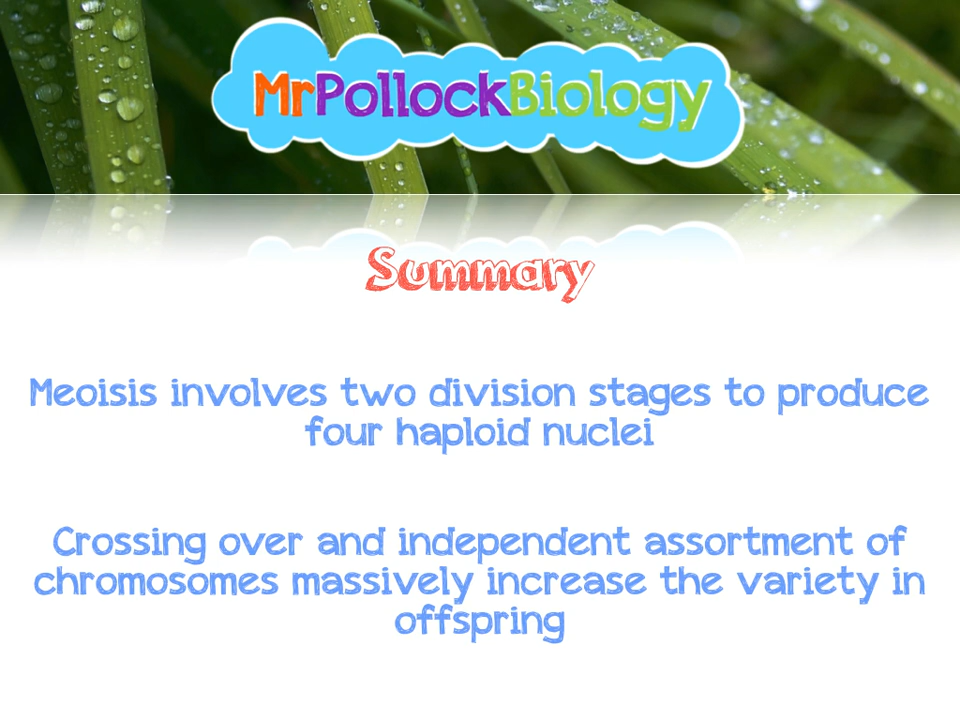 MrPollockBiology
Summary
Meoisis involves two division stages to produce
four haploid nuclei
Crossing over and independent assortment of
chromosomes massively increase the variety in
offspring